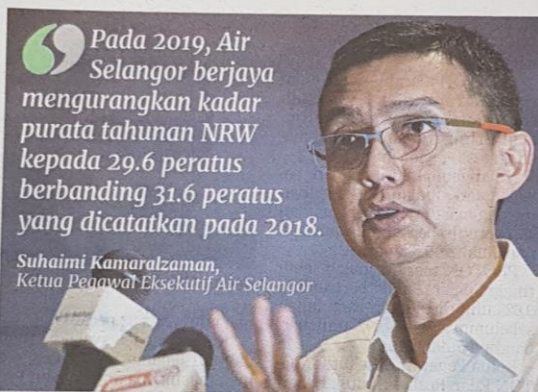 Pada 2019, Air
Selangor berjaya
mengurangkan kadar
purata tahunan NRW
kepada 29.6 peratus
berbanding 31.6 peratus
yang dicatatkan pada 2018.
Suhaimi Kamaralzaman,
Ketua Pegawai Eksekutif Air Selangor